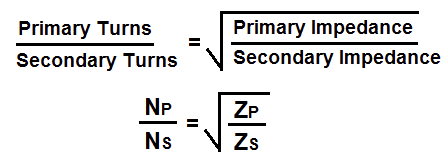 Primary Turns = √ Primary Impedance
Secondary Turns Secondary Impedance
NP = √ ZP
NS ZS